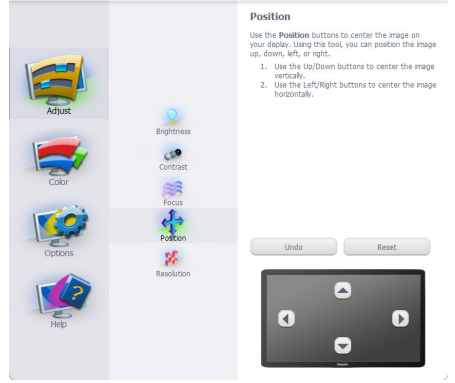 Adjust
Color
Options
Help
Brightness
Contrast
Focus
Position
Resolution
Position
Use the Position buttons to center the image on
your display. Using this tool, you can position the image
up, down, left, or right.
1. Use the Up/Down buttons to center the image
vertically.
2. Use the Left/Right buttons to center the image
horizontally.
Undo
Reset